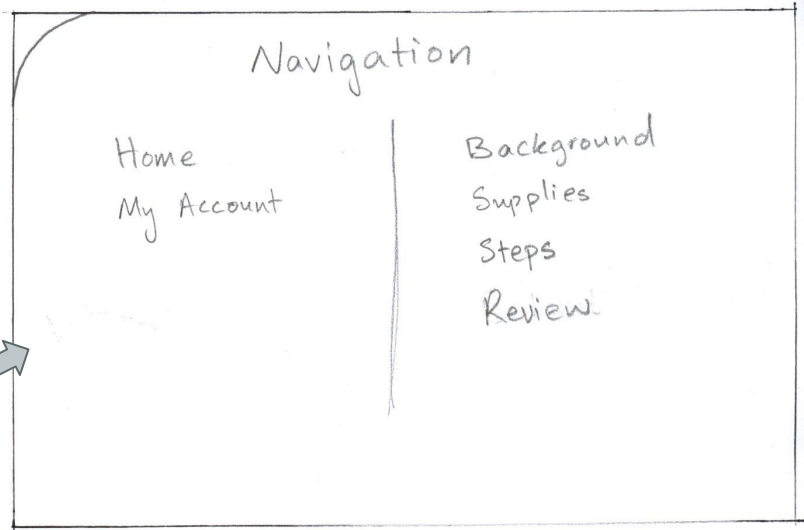 Navigation
Home
My Account
Background
Supplies
Steps
Review